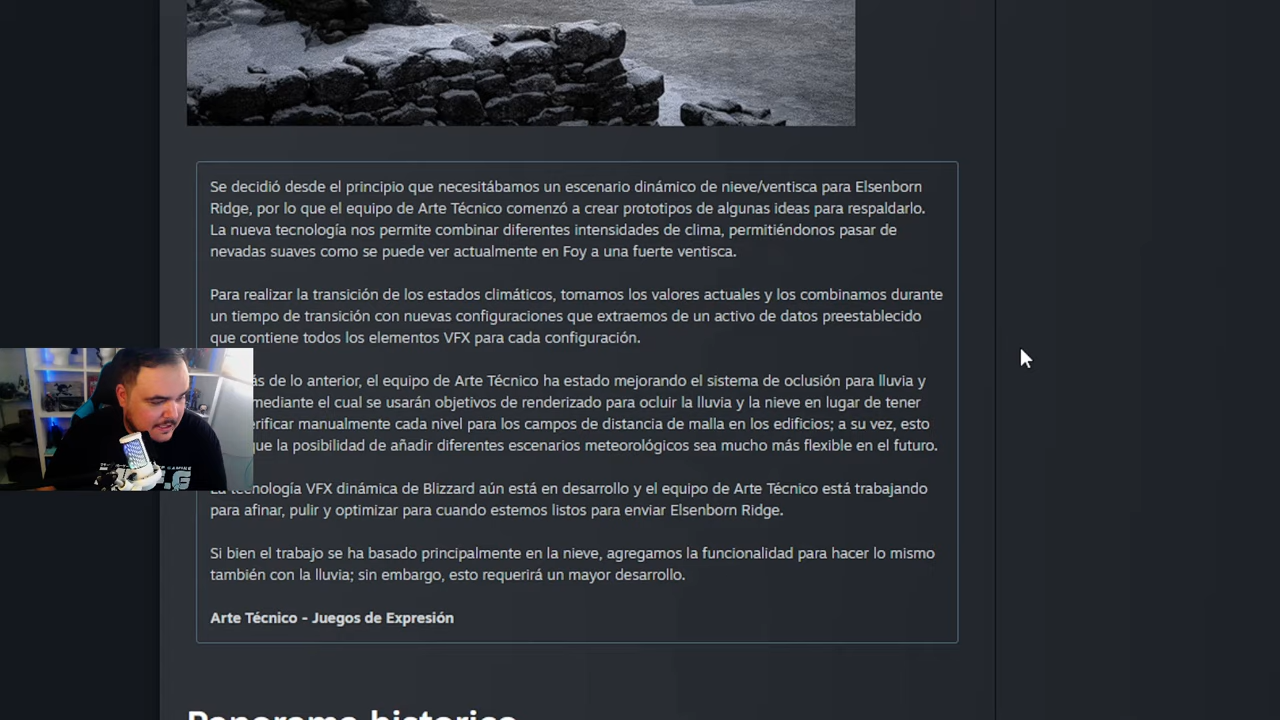 Se decidió desde el principio que necesitábamos un escenario dinámico de nieve/ventisca para Elsenborn
Ridge, por lo que el equipo de Arte Técnico comenzó a crear prototipos de algunas ideas para respaldarlo.
La nueva tecnología nos permite combinar diferentes intensidades de clima, permitiéndonos pasar de
nevadas suaves como se puede ver actualmente en Foy a una fuerte ventisca.
Para realizar la transición de los estados climáticos, tomamos los valores actuales y los combinamos durante
un tiempo de transición con nuevas configuraciones que extraemos de un activo de datos preestablecido
que contiene todos los elementos VFX para cada configuración.
de lo anterior, el equipo de Arte Técnico ha estado mejorando el sistema de oclusión para lluvia y
mediante el cual se usarán objetivos de renderizado para ocluir la lluvia y la nieve en lugar de tener
manualmente cada nivel para los campos de distancia de malla en los edificios; a su vez, esto
la posibilidad de añadir diferentes escenarios meteorológicos sea mucho más flexible en el futuro.
La tecnología VFX dinámica de Blizzard aún está en desarrollo y el equipo de Arte Técnico está trabajando
para afinar, pulir y optimizar para cuando estemos listos para enviar Elsenborn Ridge.
Si bien el trabajo se ha basado principalmente en la nieve, agregamos la funcionalidad para hacer lo mismo
también con la lluvia; sin embargo, esto requerirá un mayor desarrollo.
Arte Técnico - Juegos de Expresión
Panorama historico